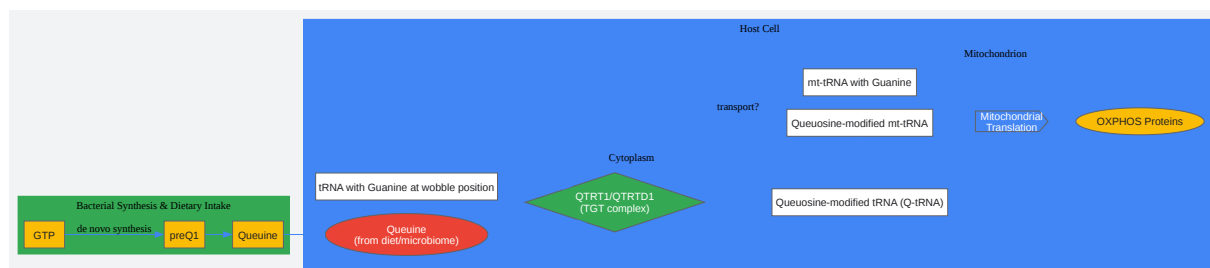 Host Cell
Mitochondrion
mt-tRNA with Guanine
transport?
Queuosine-modified mt-tRNA
Mitochondrial
Translation
OXPHOS Proteins
Cytoplasm
tRNA with Guanine at wobble position
QTRT1/QTRTD1
(TGT complex)
Queuosine-modified tRNA (Q-tRNA)
Bacterial Synthesis & Dietary Intake
GTP
de novo synthesis
preQ1
Queuine
Queuine
(from diet/microbiome)